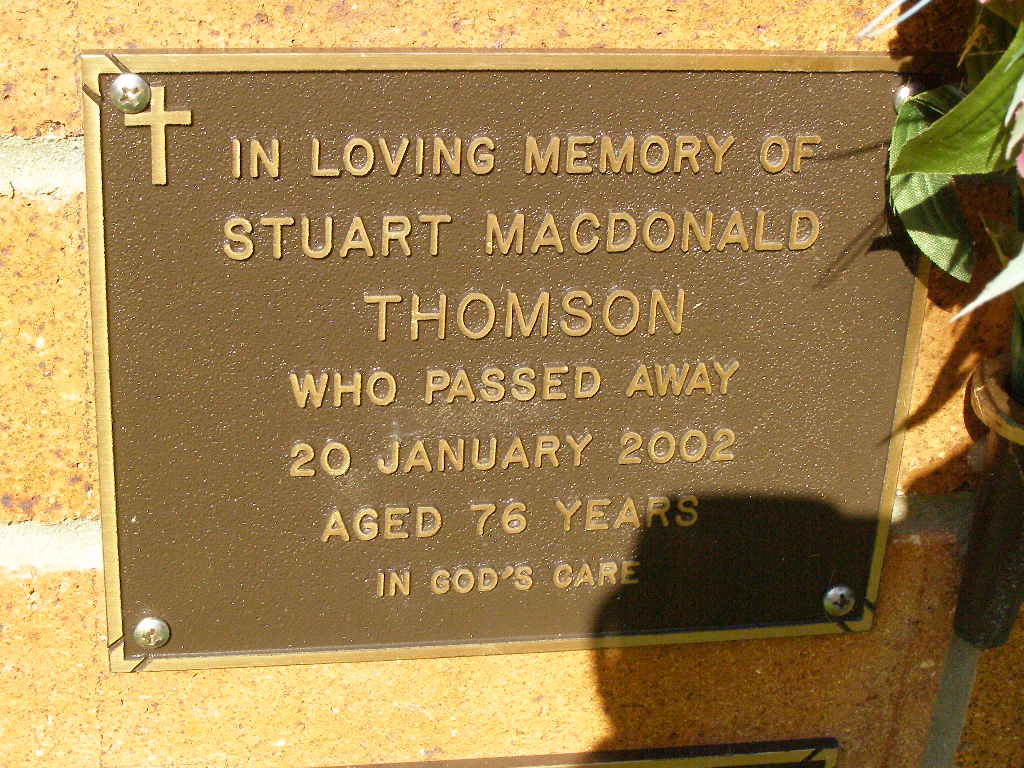 IN LOVING MEMORY OF
STUART MACDONALD
THOMSON
WHO PASSED AWAY
20 JANUARY 2002
AGED 76 YEARS
IN GOD'S CARE